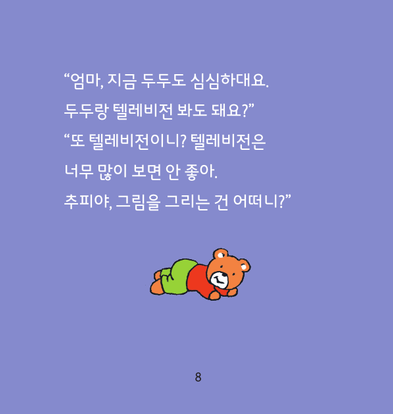 “엄마, 지금 두두도 심심하대요.
두두랑 텔레비전 봐도 돼요?”
“또 텔레비전이니? 텔레비전은
너무 많이 보면 안 좋아.
추피야, 그림을 그리는 건 어떠니?”
8